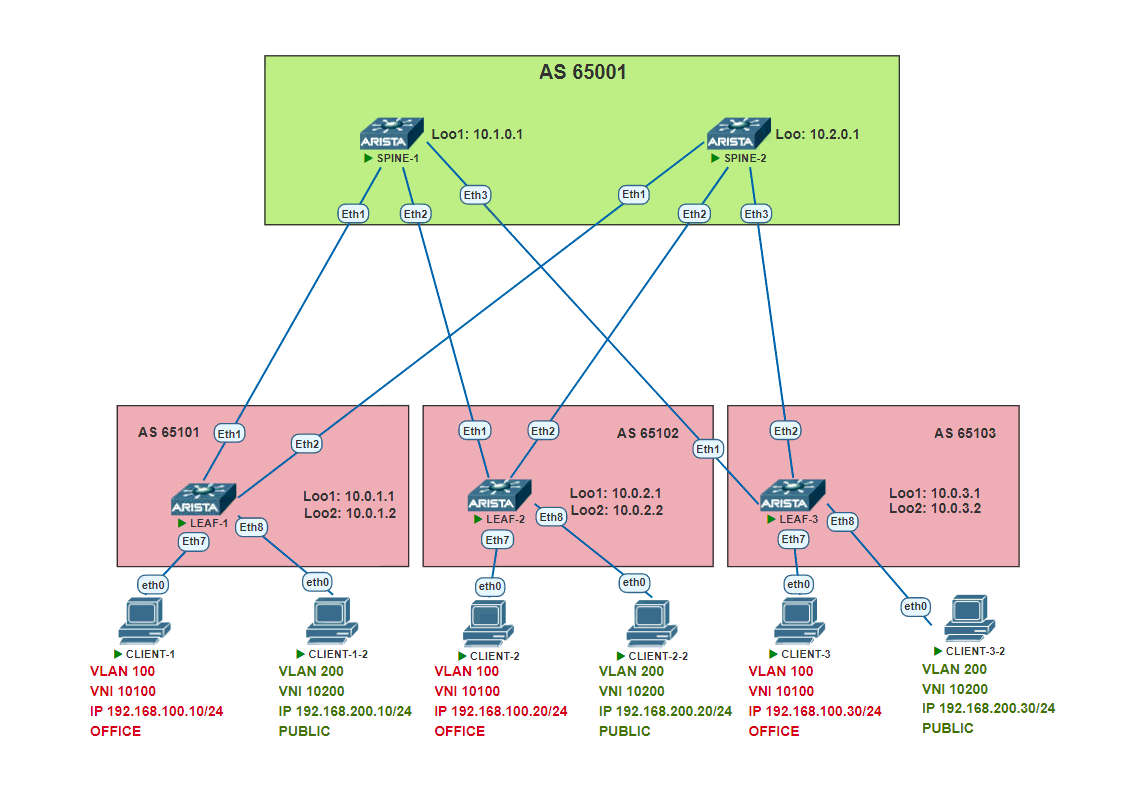 AS 65001
ARISTA
Loo1: 10.1.0.1
SPINE-1
ARISTA
Loo: 10.2.0.1
SPINE-2
Eth1
Eth2
Eth3
Eth1
Eth2
Eth3
AS 65101
Eth1
Eth2
ARISTA
LEAF-1
Loo1: 10.0.1.1
Loo2: 10.0.1.2
Eth7
Eth8
AS 65102
Eth1
Eth2
ARISTA
LEAF-2
Loo1: 10.0.2.1
Loo2: 10.0.2.2
Eth7
Eth8
AS 65103
Eth1
Eth2
ARISTA
LEAF-3
Loo1: 10.0.3.1
Loo2: 10.0.3.2
Eth7
Eth8
eth0
CLIENT-1
VLAN 100
VNI 10100
IP 192.168.100.10/24
OFFICE
eth0
CLIENT-1-2
VLAN 200
VNI 10200
IP 192.168.200.10/24
PUBLIC
eth0
CLIENT-2
VLAN 100
VNI 10100
IP 192.168.100.20/24
OFFICE
eth0
CLIENT-2-2
VLAN 200
VNI 10200
IP 192.168.200.20/24
PUBLIC
eth0
CLIENT-3
VLAN 100
VNI 10100
IP 192.168.100.30/24
OFFICE
eth0
CLIENT-3-2
VLAN 200
VNI 10200
IP 192.168.200.30/24
PUBLIC